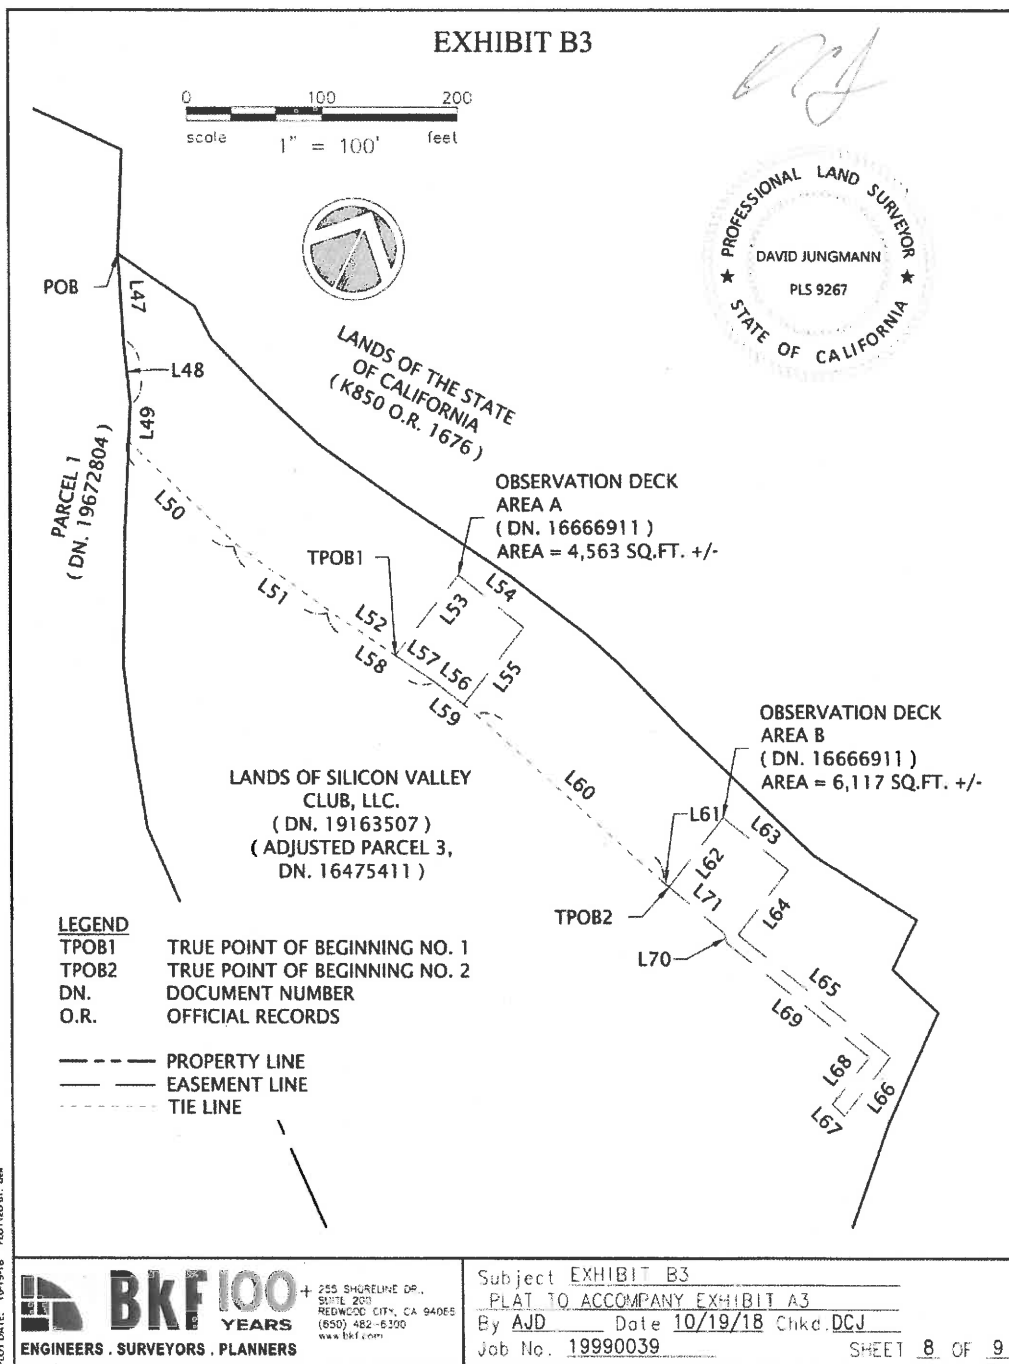 EXHIBIT B3
0 100 200
scale 1" = 100' feet
PROFESSIONAL LAND SURVEYOR
DAVID JUNGMANN
PLS 9267
STATE OF CALIFORNIA
POB
L47
L48
L49
LANDS OF THE STATE
OF CALIFORNIA
( K850 O.R. 1676 )
PARCEL 1
( DN. 19672804 )
L50
OBSERVATION DECK
AREA A
( DN. 16666911 )
AREA = 4,563 SQ.FT. +/-
TPOB1
L51
L52
L53
L54
L55
L56
L57
L58
L59
L60
OBSERVATION DECK
AREA B
( DN. 16666911 )
AREA = 6,117 SQ.FT. +/-
LANDS OF SILICON VALLEY
CLUB, LLC.
( DN. 19163507 )
( ADJUSTED PARCEL 3,
DN. 16475411 )
L61
L62
L63
L64
L71
TPOB2
L70
L65
L69
L68
L66
L67
LEGEND
TPOB1 TRUE POINT OF BEGINNING NO. 1
TPOB2 TRUE POINT OF BEGINNING NO. 2
DN. DOCUMENT NUMBER
O.R. OFFICIAL RECORDS
PROPERTY LINE
EASEMENT LINE
TIE LINE
BKF 100+
YEARS
ENGINEERS . SURVEYORS . PLANNERS
255 SHORELINE DR.,
SUITE 200
REDWOOD CITY, CA 94065
(650) 482-6300
www.bkf.com
Subject EXHIBIT B3
PLAT TO ACCOMPANY EXHIBIT A3
By AJD Date 10/19/18 Chkd. DCJ
Job No. 19990039 SHEET 8 OF 9
PLOT DATE: 10-19-18